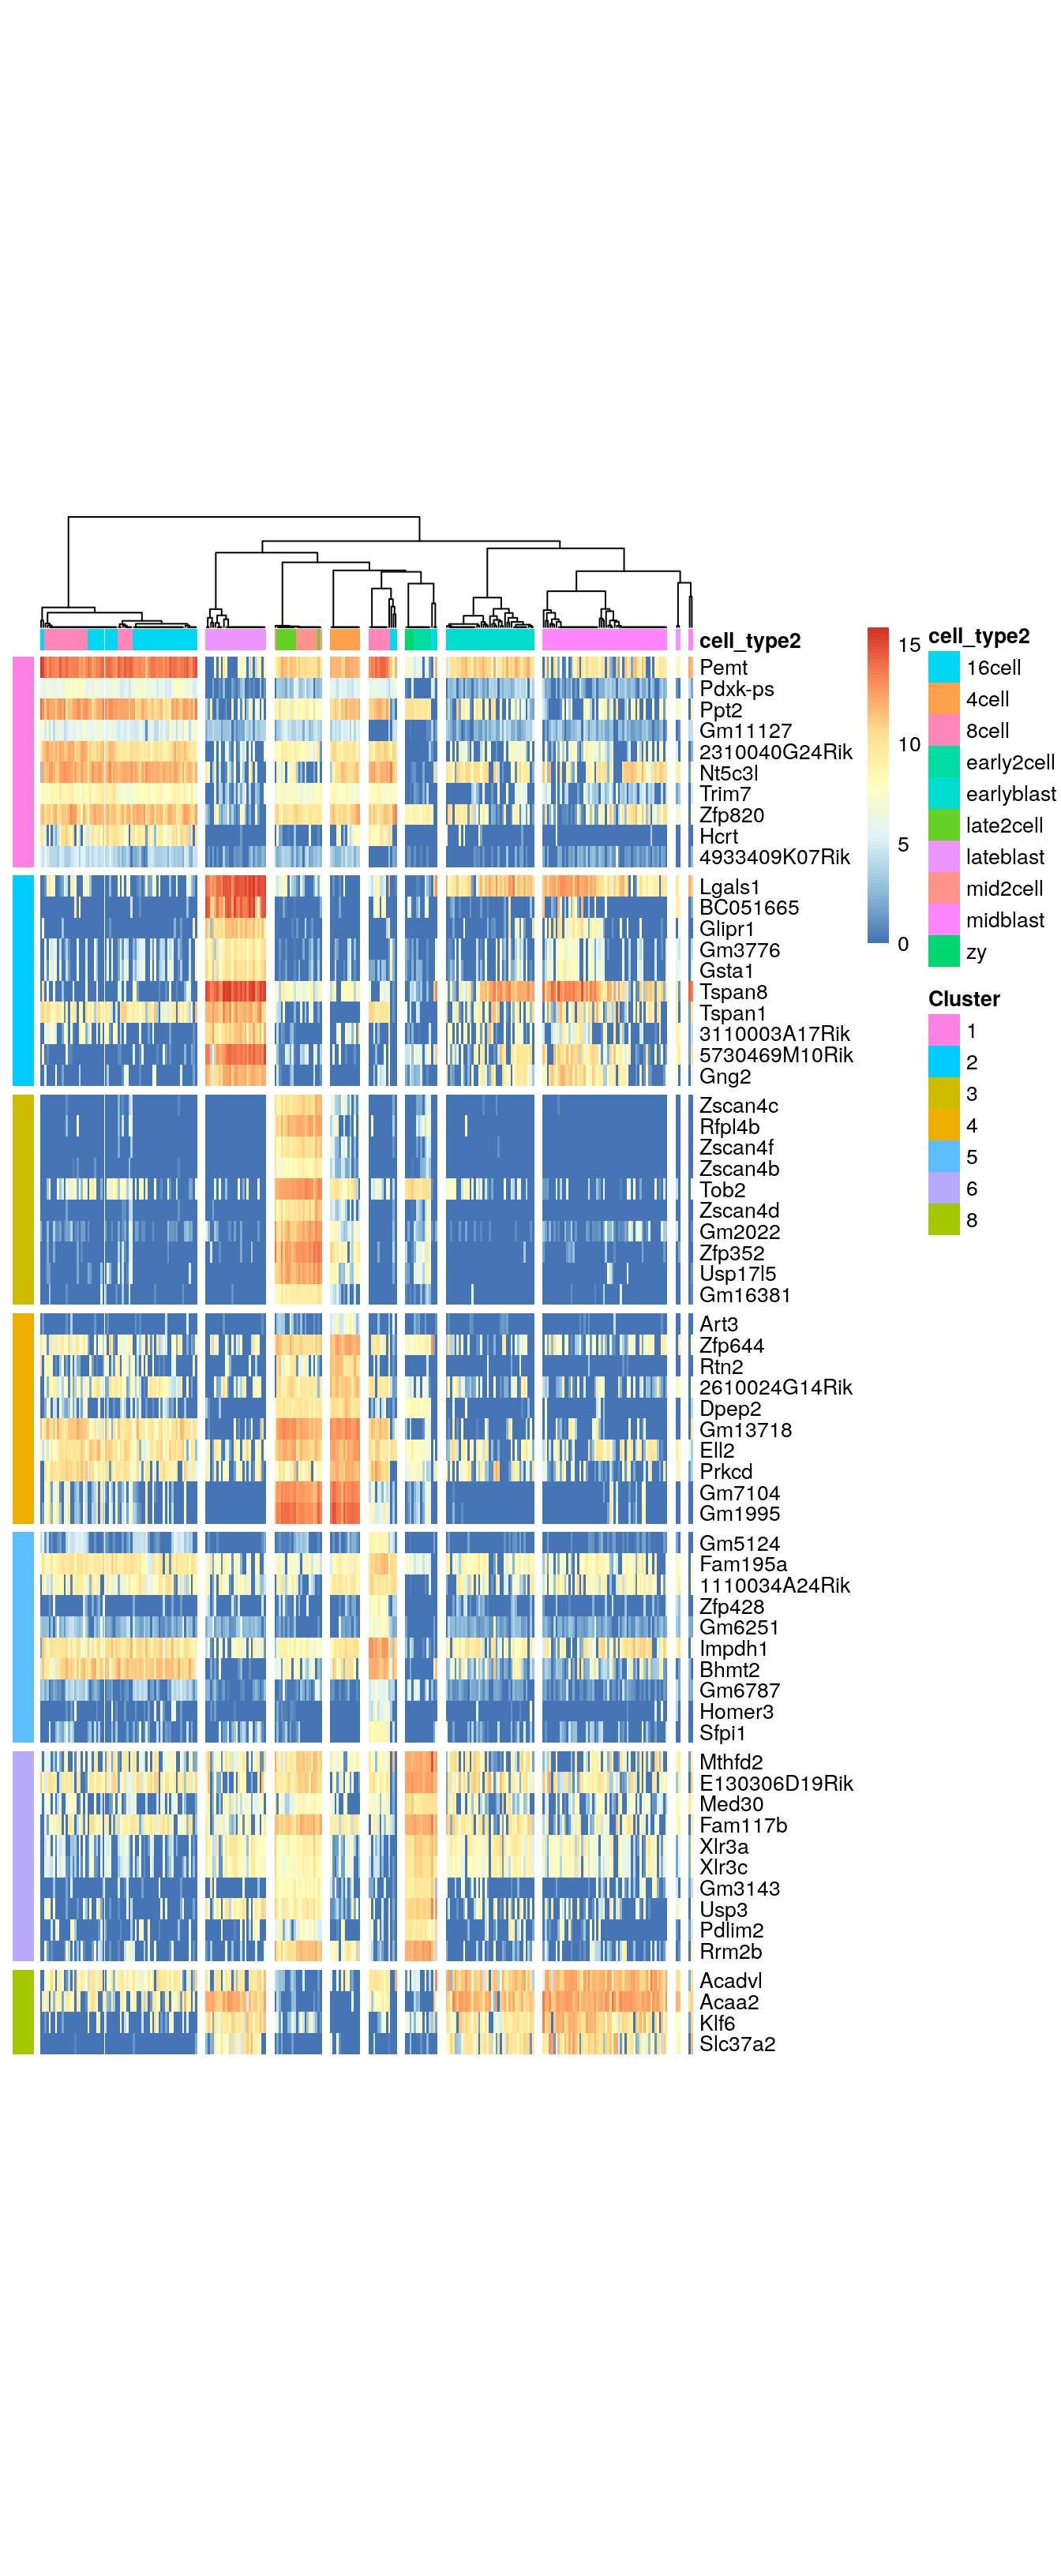 cell_type2
Pemt
Pdxk-ps
Ppt2
Gm11127
2310040G24Rik
Nt5c3l
Trim7
Zfp820
Hcrt
4933409K07Rik
Lgals1
BC051665
Glipr1
Gm3776
Gsta1
Tspan8
Tspan1
3110003A17Rik
5730469M10Rik
Gng2
Zscan4c
Rfpl4b
Zscan4f
Zscan4b
Tob2
Zscan4d
Gm2022
Zfp352
Usp17l5
Gm16381
Art3
Zfp644
Rtn2
2610024G14Rik
Dpep2
Gm13718
Ell2
Prkcd
Gm7104
Gm1995
Gm5124
Fam195a
1110034A24Rik
Zfp428
Gm6251
Impdh1
Bhmt2
Gm6787
Homer3
Sfpi1
Mthfd2
E130306D19Rik
Med30
Fam117b
Xlr3a
Xlr3c
Gm3143
Usp3
Pdlim2
Rrm2b
Acadvl
Acaa2
Klf6
Slc37a2
15
10
5
0
cell_type2
16cell
4cell
8cell
early2cell
earlyblast
late2cell
lateblast
mid2cell
midblast
zy
Cluster
1
2
3
4
5
6
8